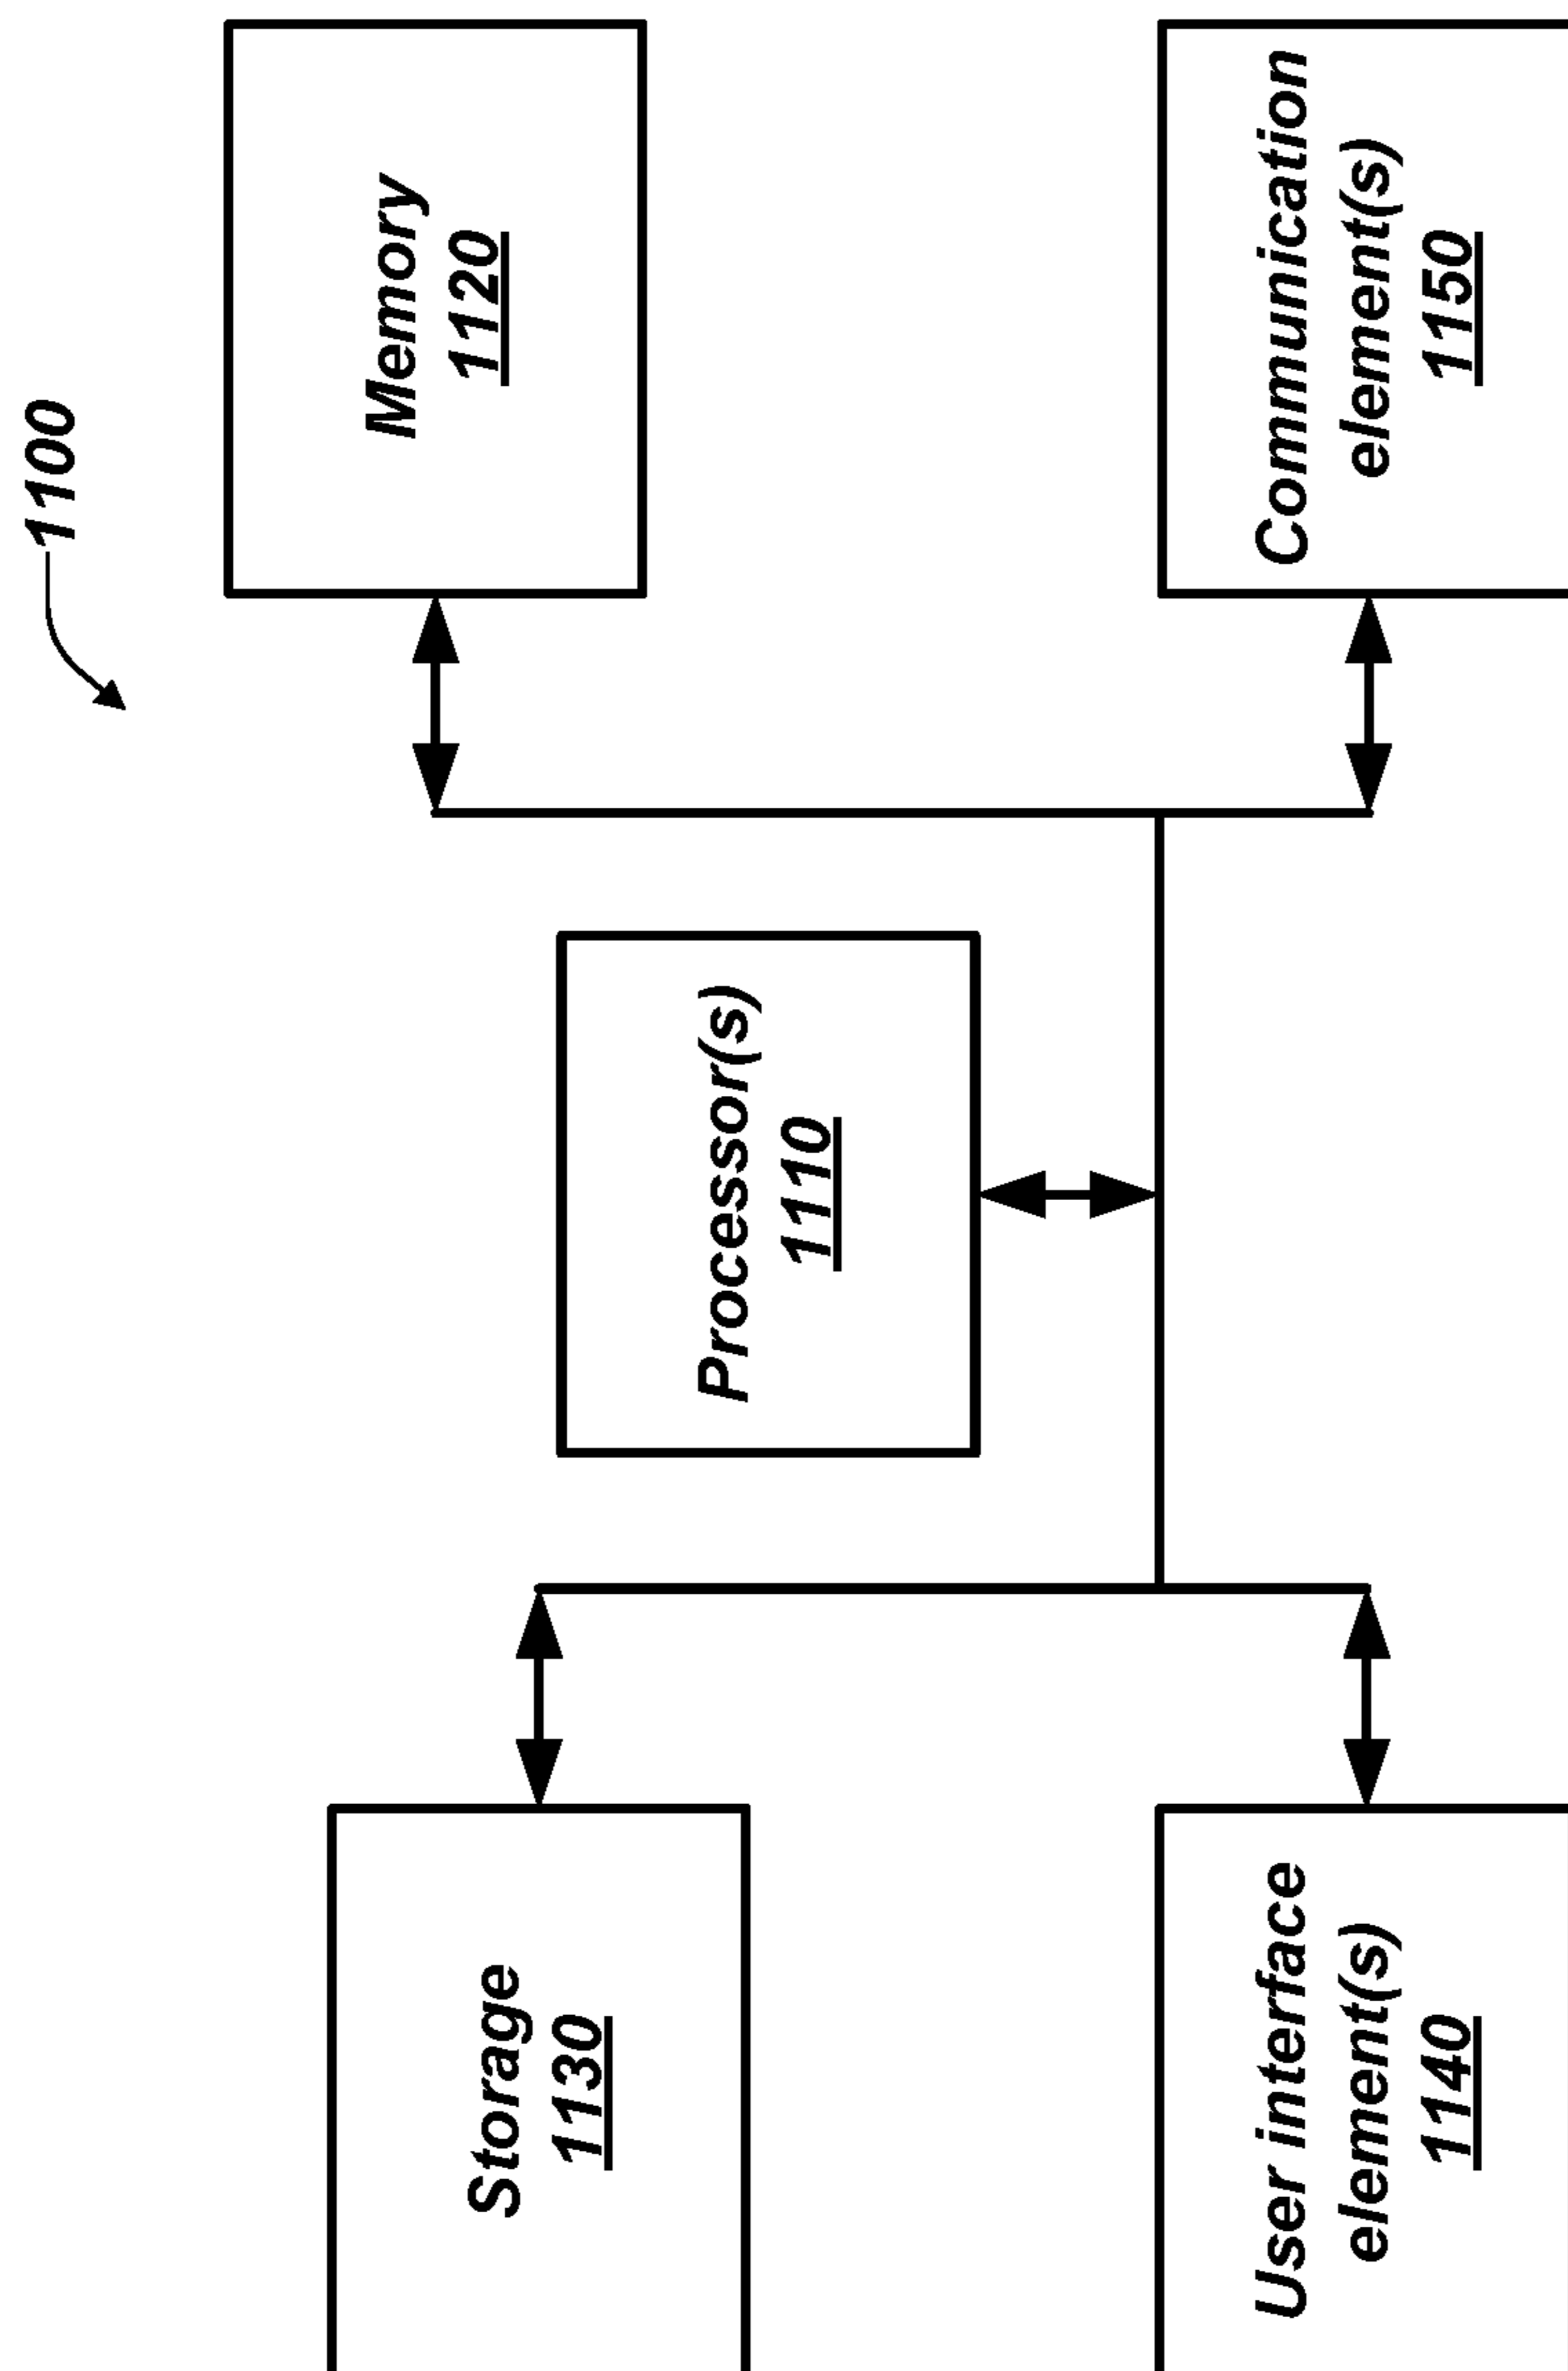 1100
Memory
1120
Storage
1130
Processor(s)
1110
User interface
element(s)
1140
Communication
element(s)
1150